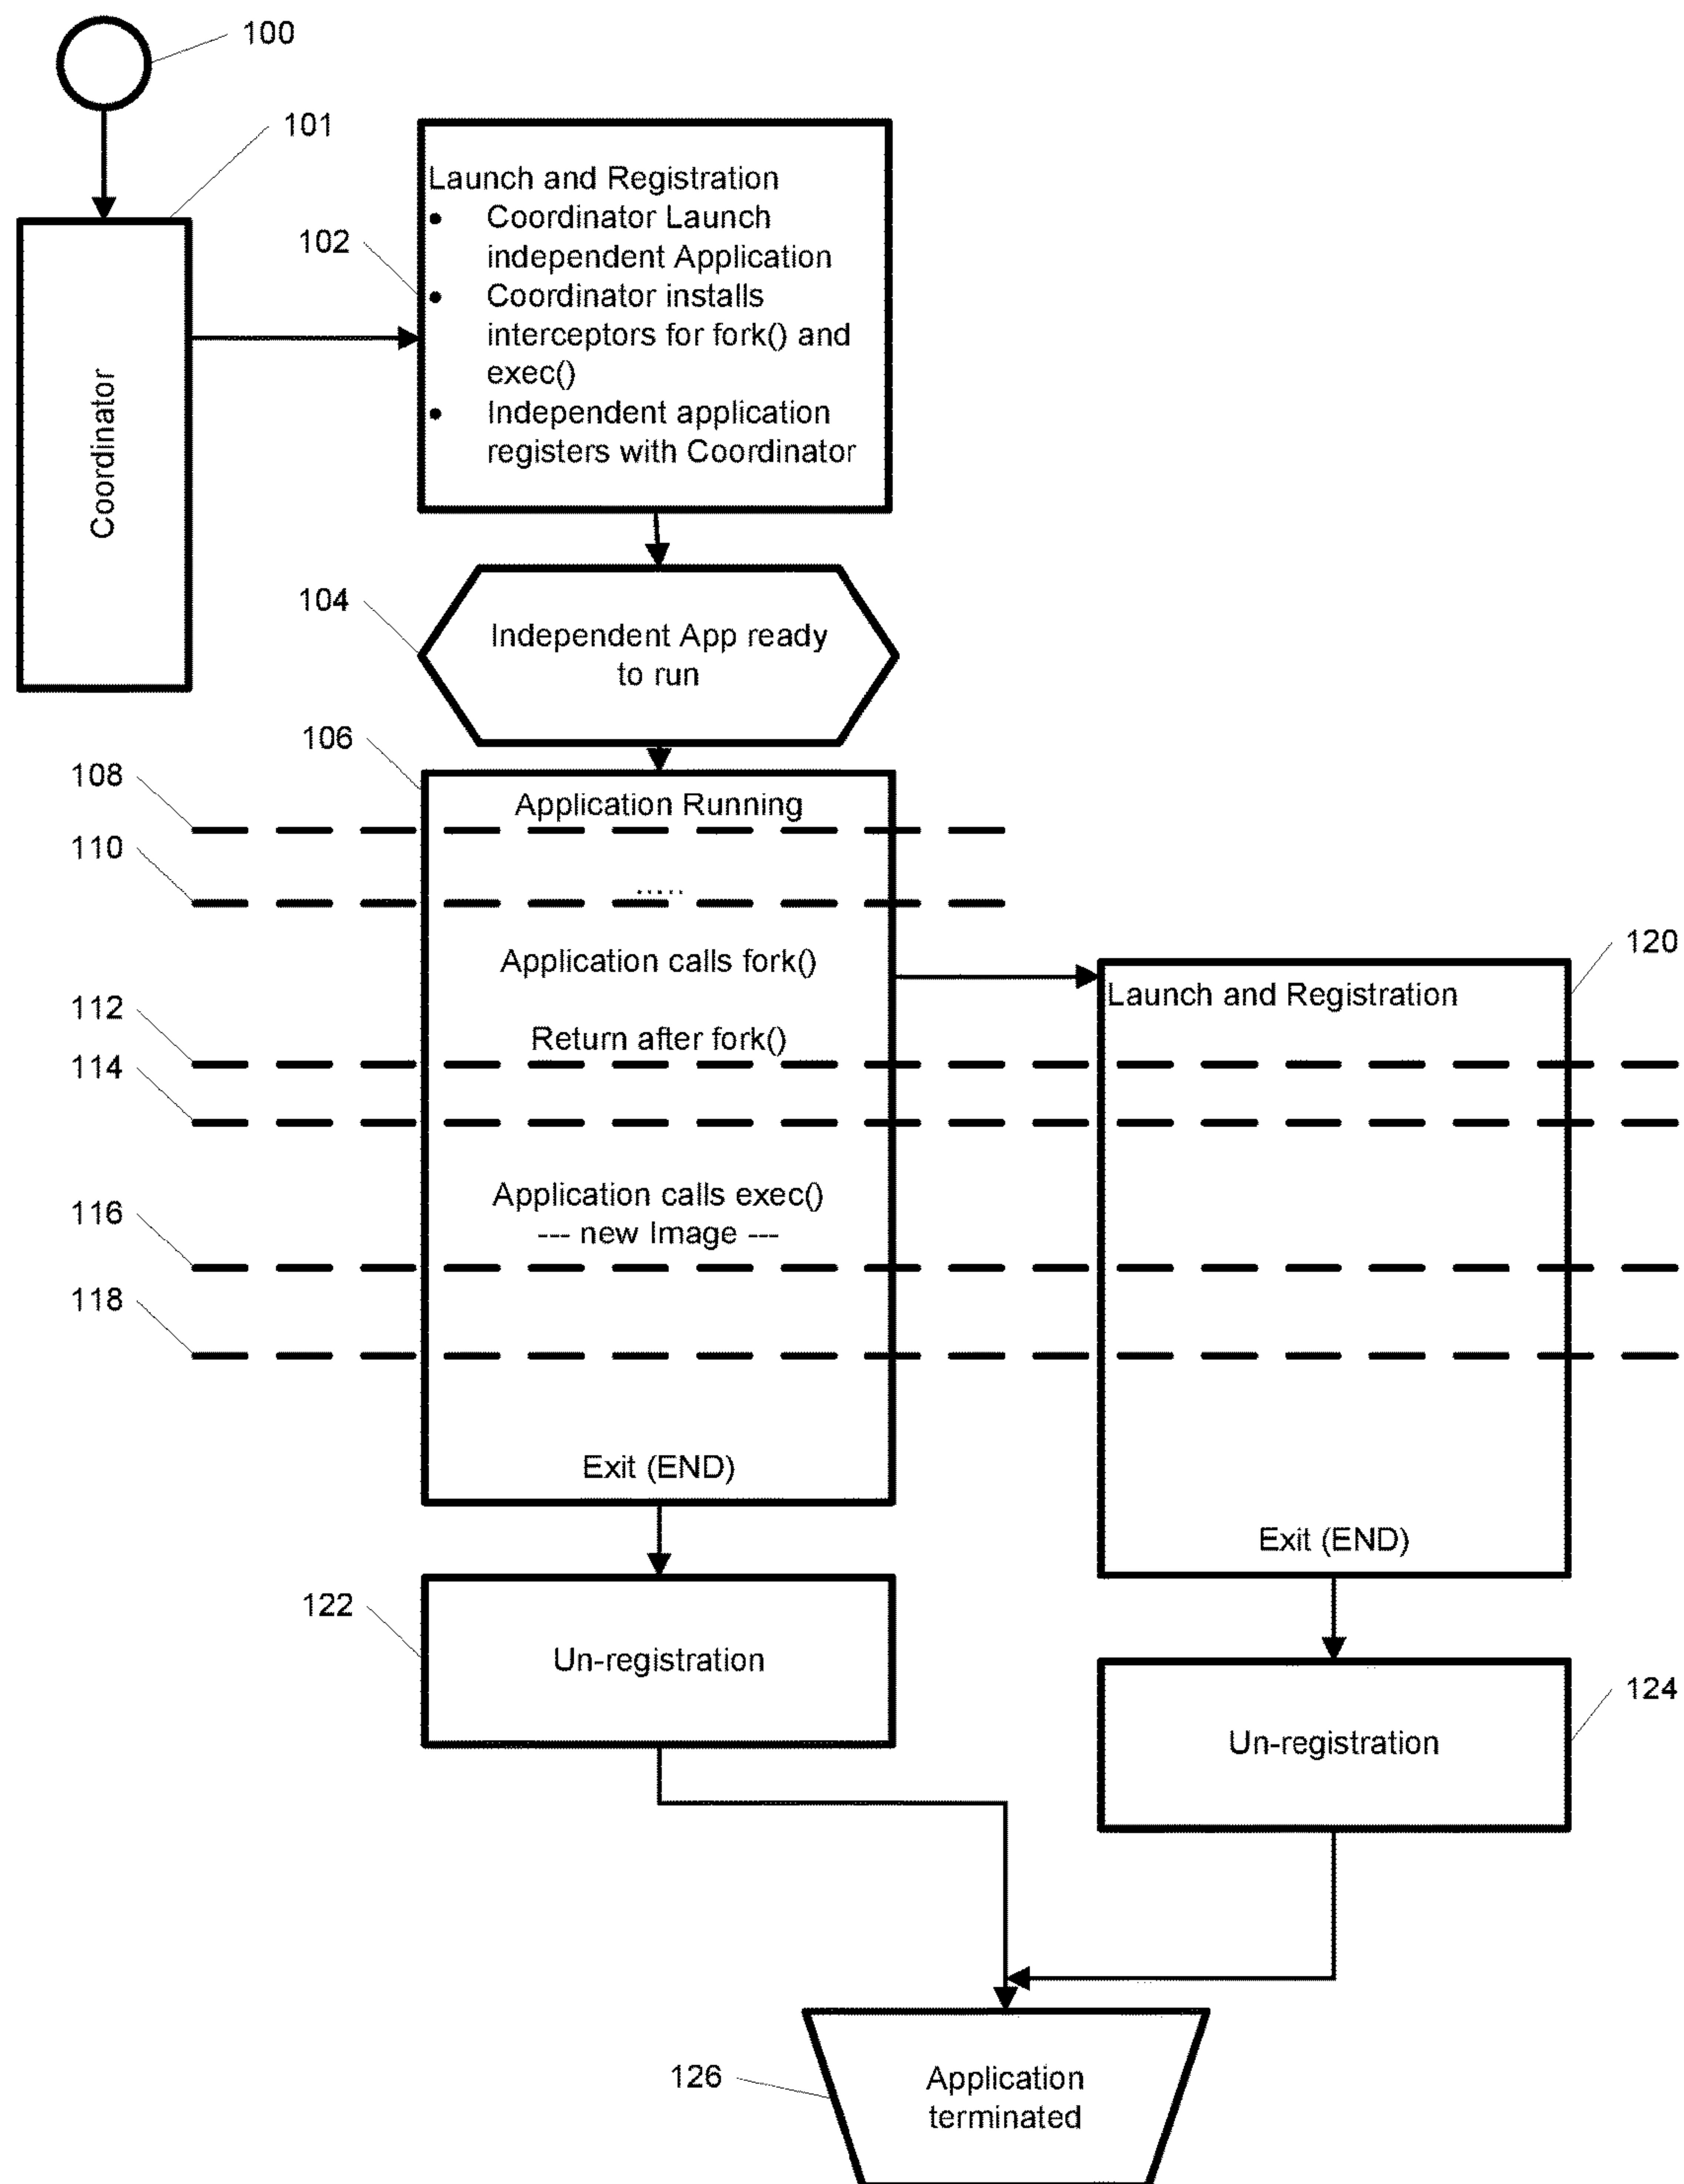 100
101
Coordinator
102
Launch and Registration
• Coordinator Launch
independent Application
• Coordinator installs
interceptors for fork() and
exec()
• Independent application
registers with Coordinator
104
Independent App ready
to run
106
108
Application Running
110
.....
Application calls fork()
120
Launch and Registration
112
Return after fork()
114
116
Application calls exec()
--- new Image ---
118
Exit (END)
Exit (END)
122
Un-registration
124
Un-registration
126
Application
terminated